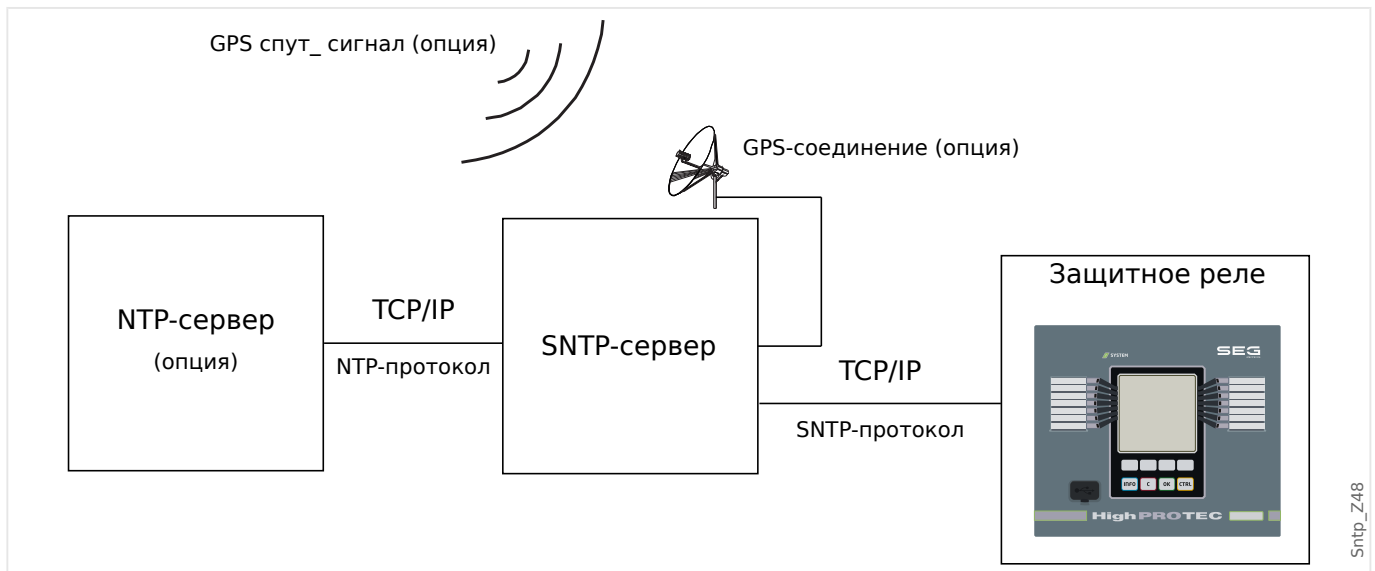 GPS спут_ сигнал (опция)
GPS-соединение (опция)
NTP-сервер
(опция)
TCP/IP
NTP-протокол
SNTP-сервер
TCP/IP
SNTP-протокол
Защитное реле
SYSTEM
SEG
INFO
C
OK
CTRL
HighPROTEC
Sntp_Z48